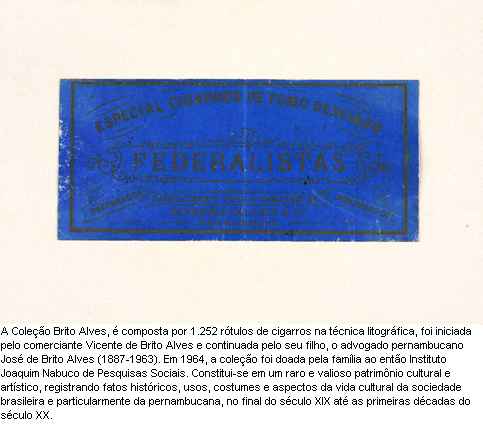 ESPECIAL CIGARROS DE FUMO DESFIADO
FEDERALISTAS
A Coleção Brito Alves, é composta por 1.252 rótulos de cigarros na técnica litográfica, foi iniciada
pelo comerciante Vicente de Brito Alves e continuada pelo seu filho, o advogado pernambucano
José de Brito Alves (1887-1963). Em 1964, a coleção foi doada pela família ao então Instituto
Joaquim Nabuco de Pesquisas Sociais. Constitui-se em um raro e valioso patrimônio cultural e
artístico, registrando fatos históricos, usos, costumes e aspectos da vida cultural da sociedade
brasileira e particularmente da pernambucana, no final do século XIX até as primeiras décadas do
século XX.